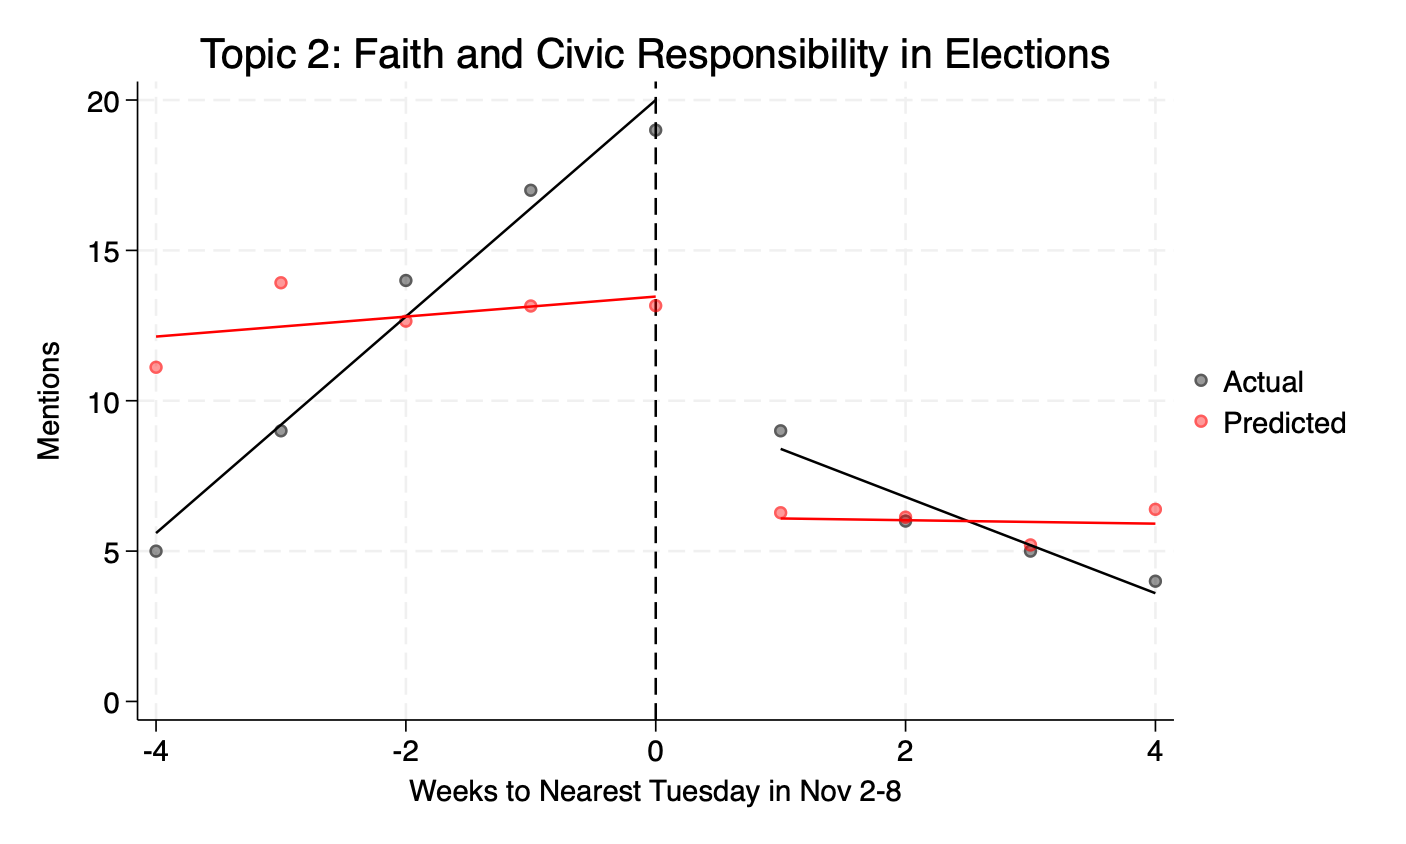 Topic 2: Faith and Civic Responsibility in Elections
20
15
10
5
0
Mentions
-4
-2
0
2
4
Weeks to Nearest Tuesday in Nov 2-8
Actual
Predicted